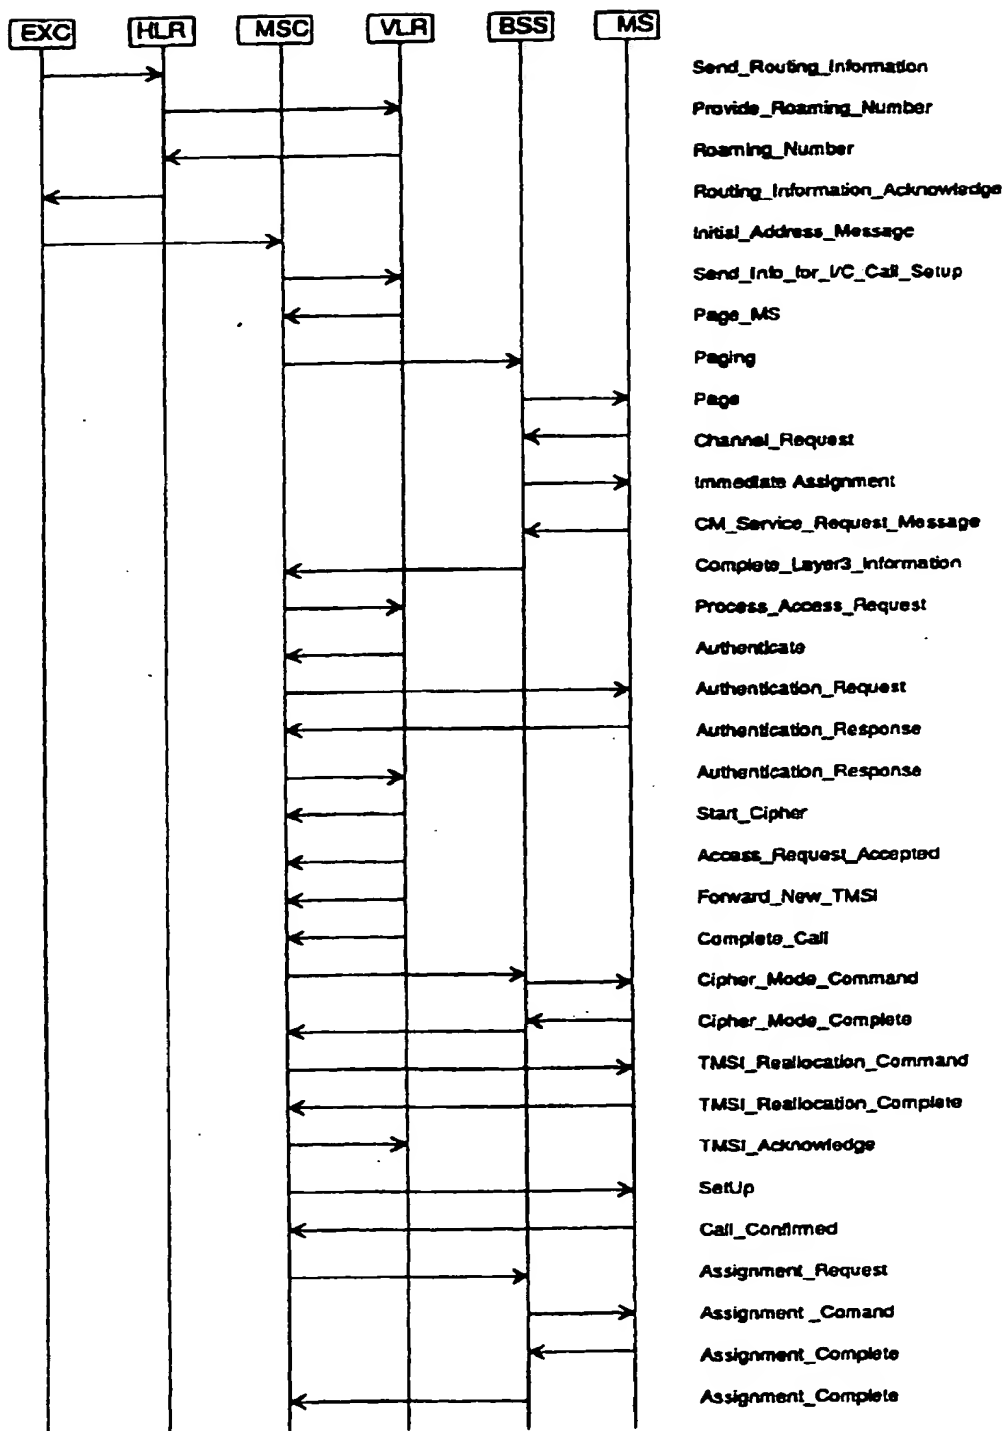 EXC HLR MSC VLR BSS MS
Send_Routing_Information
Provide_Roaming_Number
Roaming_Number
Routing_Information_Acknowledge
Initial_Address_Message
Send_Info_for_I/C_Call_Setup
Page_MS
Paging
Page
Channel_Request
Immediate Assignment
CM_Service_Request_Message
Complete_Layer3_Information
Process_Access_Request
Authenticate
Authentication_Request
Authentication_Response
Authentication_Response
Start_Cipher
Access_Request_Accepted
Forward_New_TMSI
Complete_Call
Cipher_Mode_Command
Cipher_Mode_Complete
TMSI_Reallocation_Command
TMSI_Reallocation_Complete
TMSI_Acknowledge
SetUp
Call_Confirmed
Assignment_Request
Assignment _Comand
Assignment_Complete
Assignment_Complete